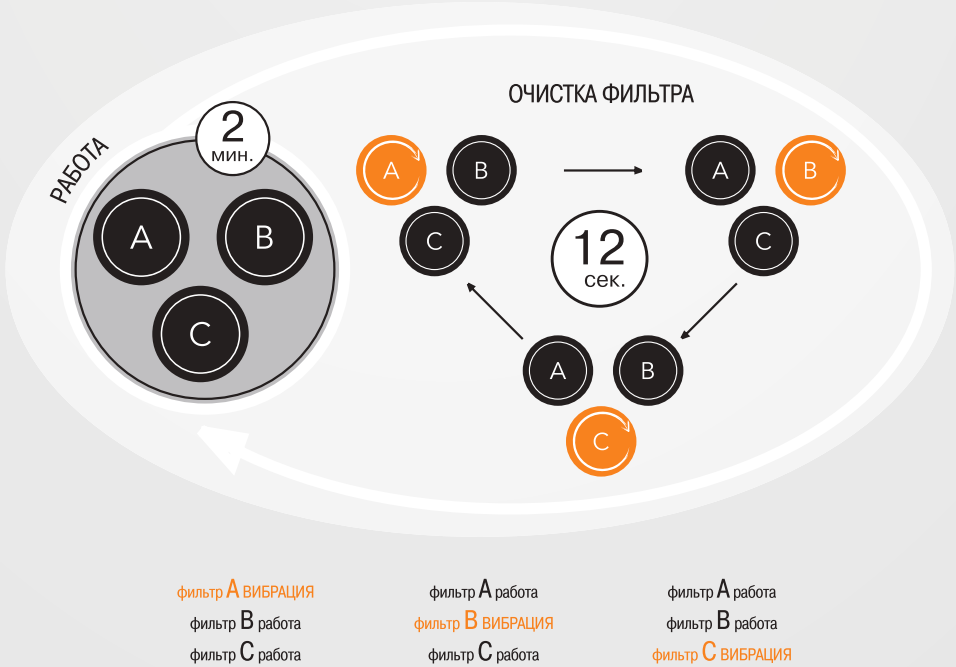 ОЧИСТКА ФИЛЬТРА
РАБОТА
2
мин.
A
B
C
A
B
C
A
B
C
12
сек.
A
B
C
фильтр A ВИБРАЦИЯ
фильтр B работа
фильтр C работа
фильтр A работа
фильтр B ВИБРАЦИЯ
фильтр C работа
фильтр A работа
фильтр B работа
фильтр C ВИБРАЦИЯ